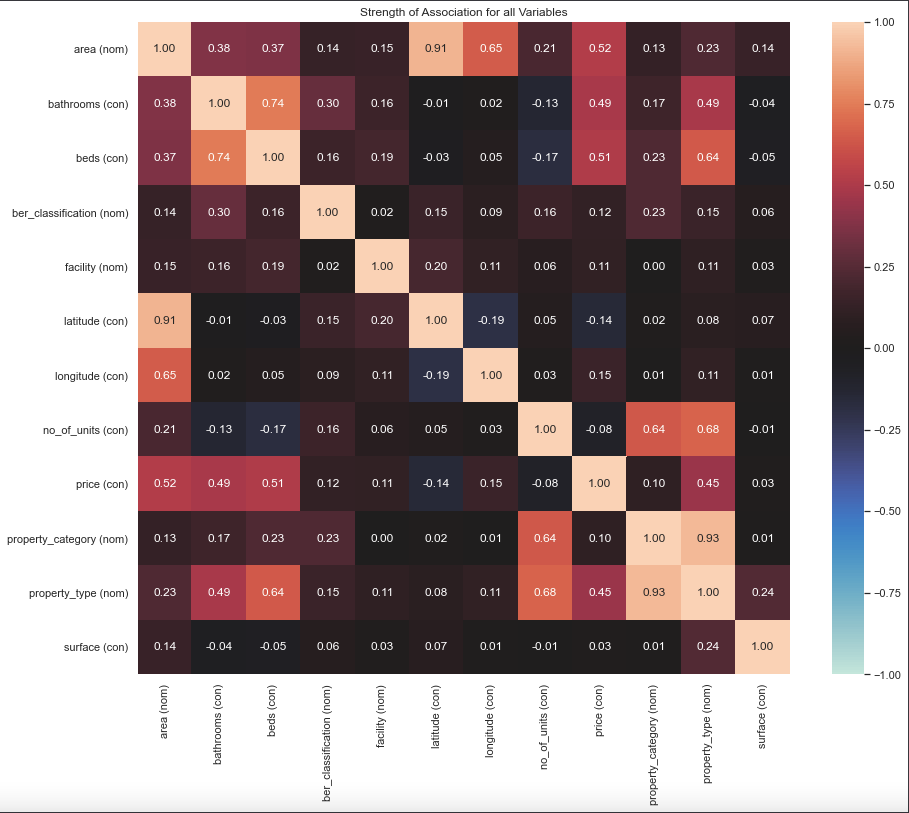 Strength of Association for all Variables
area (nom) 1.00 0.38 0.37 0.14 0.15 0.91 0.65 0.21 0.52 0.13 0.23 0.14
bathrooms (con) 0.38 1.00 0.74 0.30 0.16 -0.01 0.02 -0.13 0.49 0.17 0.49 -0.04
beds (con) 0.37 0.74 1.00 0.16 0.19 -0.03 0.05 -0.17 0.51 0.23 0.64 -0.05
ber_classification (nom) 0.14 0.30 0.16 1.00 0.02 0.15 0.09 0.16 0.12 0.23 0.15 0.06
facility (nom) 0.15 0.16 0.19 0.02 1.00 0.20 0.11 0.06 0.11 0.00 0.11 0.03
latitude (con) 0.91 -0.01 -0.03 0.15 0.20 1.00 -0.19 0.05 -0.14 0.02 0.08 0.07
longitude (con) 0.65 0.02 0.05 0.09 0.11 -0.19 1.00 0.03 0.15 0.01 0.11 0.01
no_of_units (con) 0.21 -0.13 -0.17 0.16 0.06 0.05 0.03 1.00 -0.08 0.64 0.68 -0.01
price (con) 0.52 0.49 0.51 0.12 0.11 -0.14 0.15 -0.08 1.00 0.10 0.45 0.03
property_category (nom) 0.13 0.17 0.23 0.23 0.00 0.02 0.01 0.64 0.10 1.00 0.93 0.01
property_type (nom) 0.23 0.49 0.64 0.15 0.11 0.08 0.11 0.68 0.45 0.93 1.00 0.24
surface (con) 0.14 -0.04 -0.05 0.06 0.03 0.07 0.01 -0.01 0.03 0.01 0.24 1.00
area (nom)
bathrooms (con)
beds (con)
ber_classification (nom)
facility (nom)
latitude (con)
longitude (con)
no_of_units (con)
price (con)
property_category (nom)
property_type (nom)
surface (con)
1.00
0.75
0.50
0.25
0.00
−0.25
−0.50
−0.75
−1.00